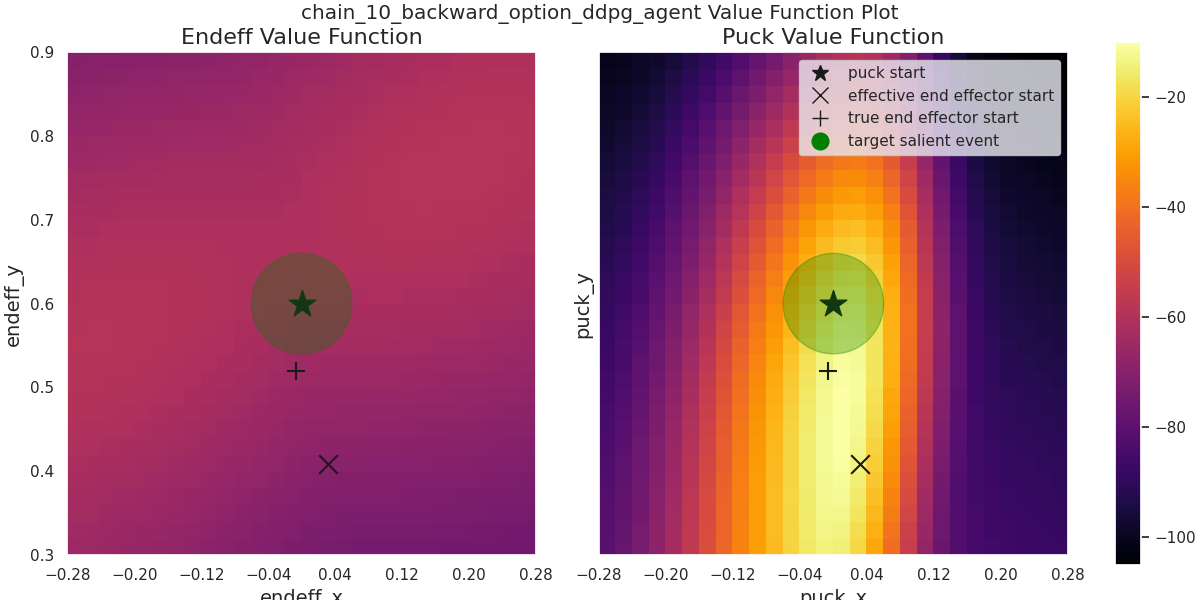 chain_10_backward_option_ddpg_agent Value Function Plot
Endeff Value Function
Puck Value Function
0.9
0.8
0.7
0.6
0.5
0.4
0.3
endeff_y
−0.28 −0.20 −0.12 −0.04 0.04 0.12 0.20 0.28
endeff_x
puck start
effective end effector start
true end effector start
target salient event
puck_y
−0.28 −0.20 −0.12 −0.04 0.04 0.12 0.20 0.28
puck_x
−20
−40
−60
−80
−100